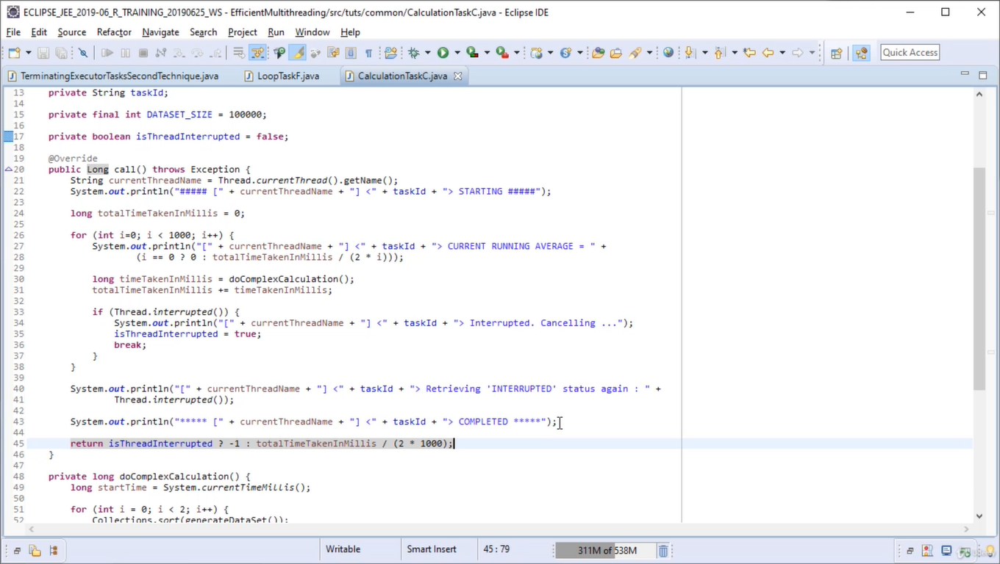 ECLIPSE_JEE_2019-06_R_TRAINING_20190625_WS - EfficientMultithreading/src/tuts/common/CalculationTaskC.java - Eclipse IDE
File Edit Source Refactor Navigate Search Project Run Window Help
Quick Access
TerminatingExecutorTasksSecondTechnique.java LoopTaskF.java CalculationTaskC.java
13 private String taskId;
14
15 private final int DATASET_SIZE = 100000;
16
17 private boolean isThreadInterrupted = false;
18
19 @Override
20 public Long call() throws Exception {
21 String currentThreadName = Thread.currentThread().getName();
22 System.out.println("##### [" + currentThreadName + "] <" + taskId + "> STARTING #####");
23
24 long totalTimeTakenInMillis = 0;
25
26 for (int i=0; i < 1000; i++) {
27 System.out.println("[" + currentThreadName + "] <" + taskId + "> CURRENT RUNNING AVERAGE = " +
28 (i == 0 ? 0 : totalTimeTakenInMillis / (2 * i)));
29
30 long timeTakenInMillis = doComplexCalculation();
31 totalTimeTakenInMillis += timeTakenInMillis;
32
33 if (Thread.interrupted()) {
34 System.out.println("[" + currentThreadName + "] <" + taskId + "> Interrupted. Cancelling ...");
35 isThreadInterrupted = true;
36 break;
37 }
38 }
39
40 System.out.println("[" + currentThreadName + "] <" + taskId + "> Retrieving 'INTERRUPTED' status again : " +
41 Thread.interrupted());
42
43 System.out.println("***** [" + currentThreadName + "] <" + taskId + "> COMPLETED *****");
44
45 return isThreadInterrupted ? -1 : totalTimeTakenInMillis / (2 * 1000);
46 }
47
48 private long doComplexCalculation() {
49 long startTime = System.currentTimeMillis();
50
51 for (int i = 0; i < 2; i++) {
52 Collections.sort(generateDataSet());
Writable Smart Insert 45 : 79 311M of 538M